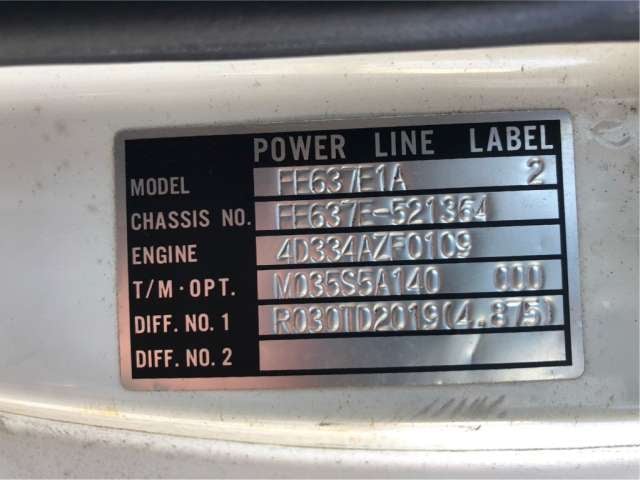 POWER LINE LABEL
MODEL FE637E1A 2
CHASSIS NO. FE637E-521364
ENGINE 4D334AZF0109
T/M·OPT. M035S5A140 000
DIFF. NO. 1 R030TD2019(4.875)
DIFF. NO. 2